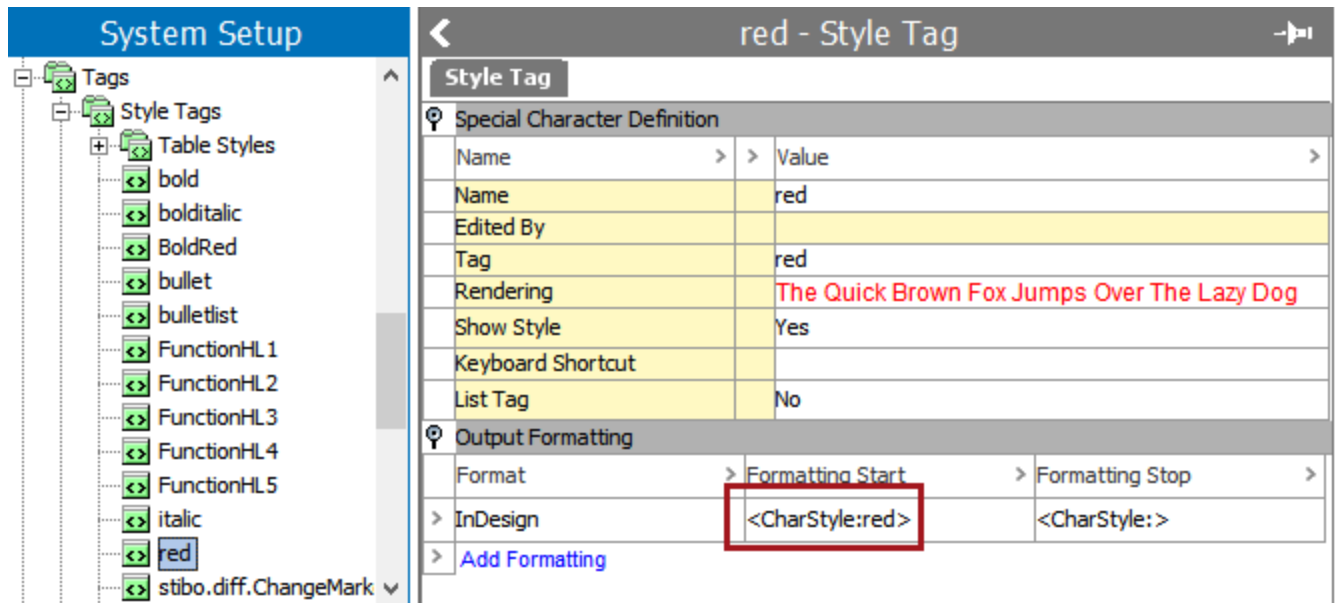 System Setup
Tags
Style Tags
Table Styles
bold
bolditalic
BoldRed
bullet
bulletlist
FunctionHL1
FunctionHL2
FunctionHL3
FunctionHL4
FunctionHL5
italic
red
stibo.diff.ChangeMark
red - Style Tag
Style Tag
Special Character Definition
Name > > Value >
Name red
Edited By
Tag red
Rendering The Quick Brown Fox Jumps Over The Lazy Dog
Show Style Yes
Keyboard Shortcut
List Tag No
Output Formatting
Format > Formatting Start > Formatting Stop >
> InDesign <CharStyle:red> <CharStyle:>
> Add Formatting